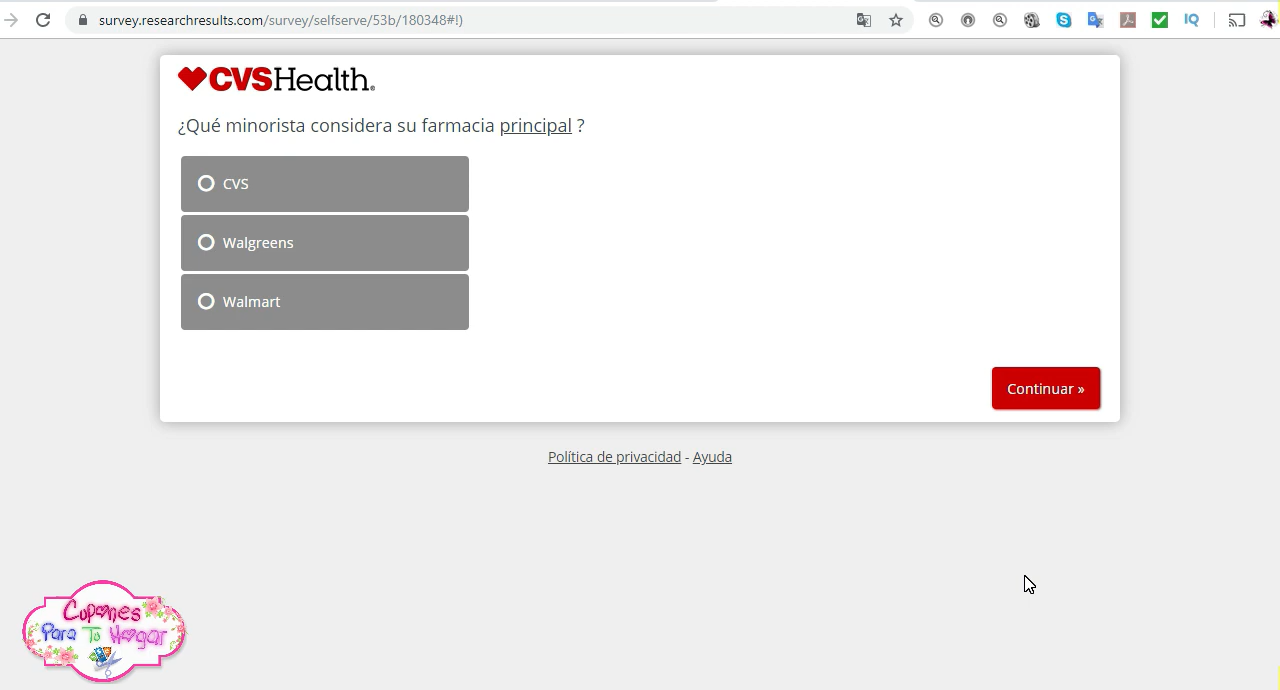 survey.researchresults.com/survey/selfserve/53b/180348#!)
IQ
CVSHealth.
¿Qué minorista considera su farmacia principal ?
CVS
Walgreens
Walmart
Continuar »
Política de privacidad - Ayuda
Cupones
Para Tu Hogar